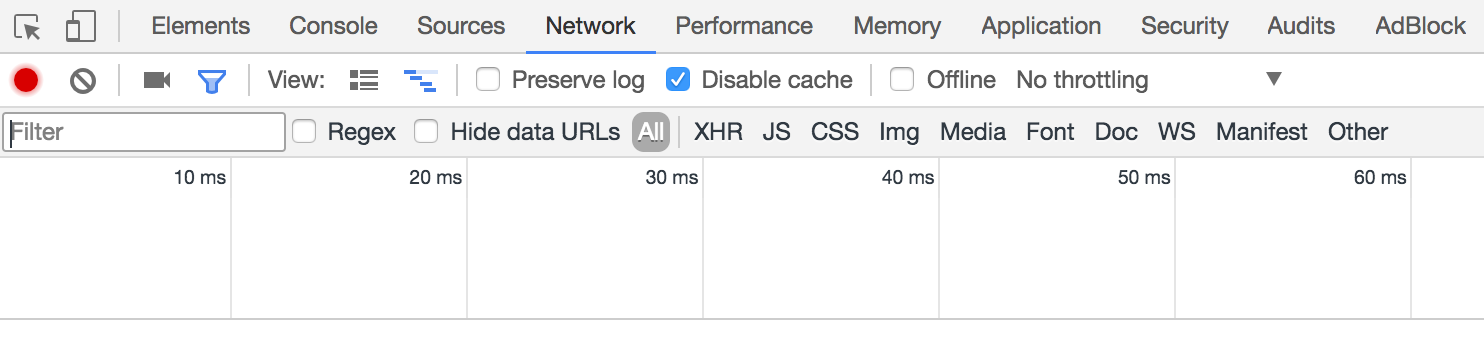 Elements Console Sources Network Performance Memory Application Security Audits AdBlock
View: Preserve log Disable cache Offline No throttling
Filter Regex Hide data URLs All XHR JS CSS Img Media Font Doc WS Manifest Other
10 ms 20 ms 30 ms 40 ms 50 ms 60 ms